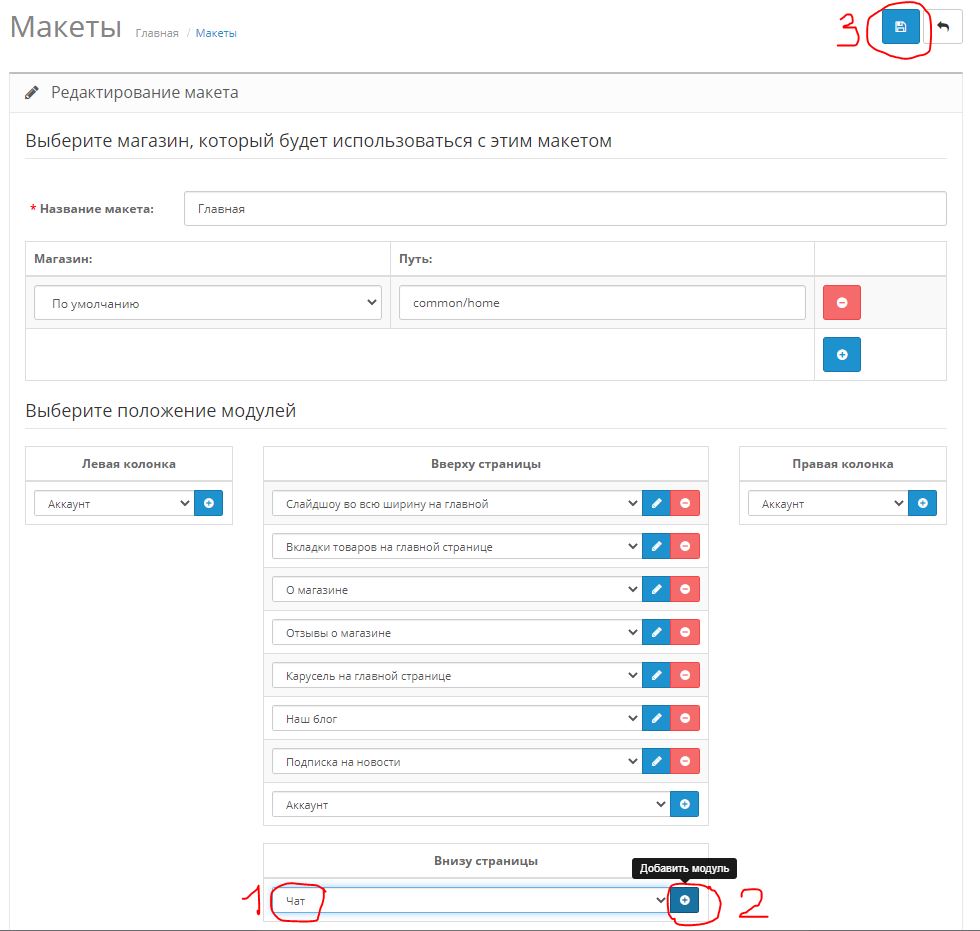 Макеты Главная / Макеты
3
Редактирование макета
Выберите магазин, который будет использоваться с этим макетом
* Название макета: Главная
Магазин: Путь:
По умолчанию common/home
Выберите положение модулей
Левая колонка Вверху страницы Правая колонка
Аккаунт Слайдшоу во всю ширину на главной Аккаунт
Вкладки товаров на главной странице
О магазине
Отзывы о магазине
Карусель на главной странице
Наш блог
Подписка на новости
Аккаунт
Внизу страницы
Добавить модуль
1 Чат 2